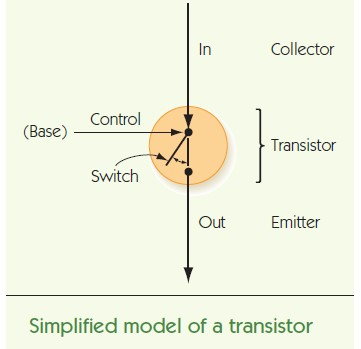 In Collector
Control
(Base)
Transistor
Switch
Out Emitter
Simplified model of a transistor